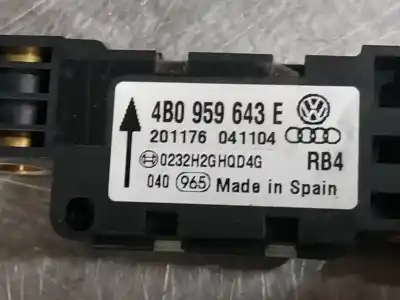 4B0 959 643 E
201176 041104
0232H2GHQD4G RB4
040 965 Made in Spain